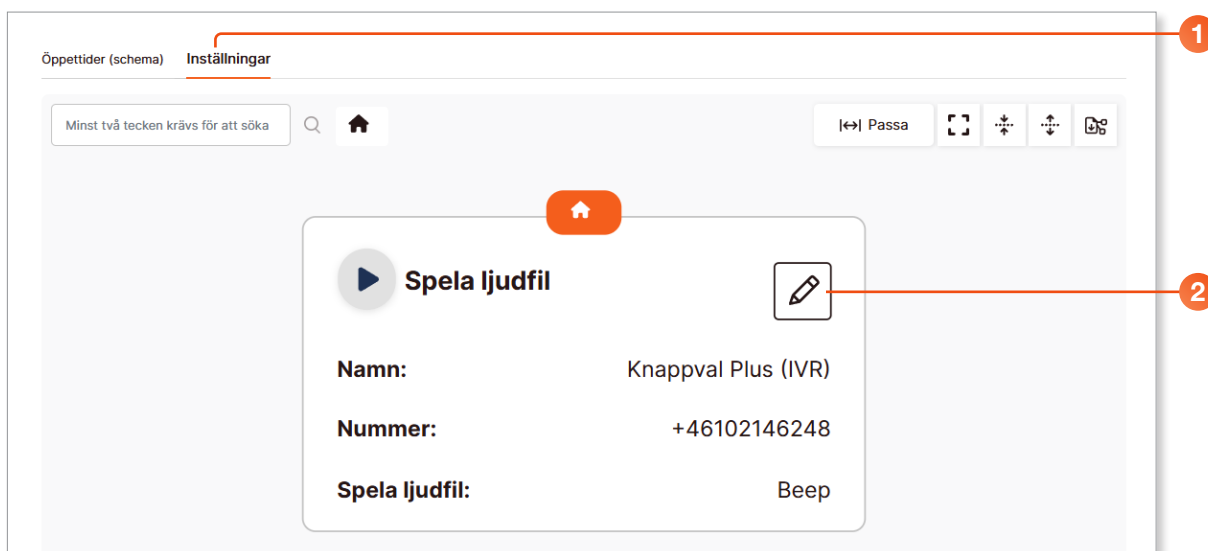 1
Öppettider (schema) Inställningar
Minst två tecken krävs för att söka
Passa
Spela ljudfil
2
Namn: Knappval Plus (IVR)
Nummer: +46102146248
Spela ljudfil: Beep